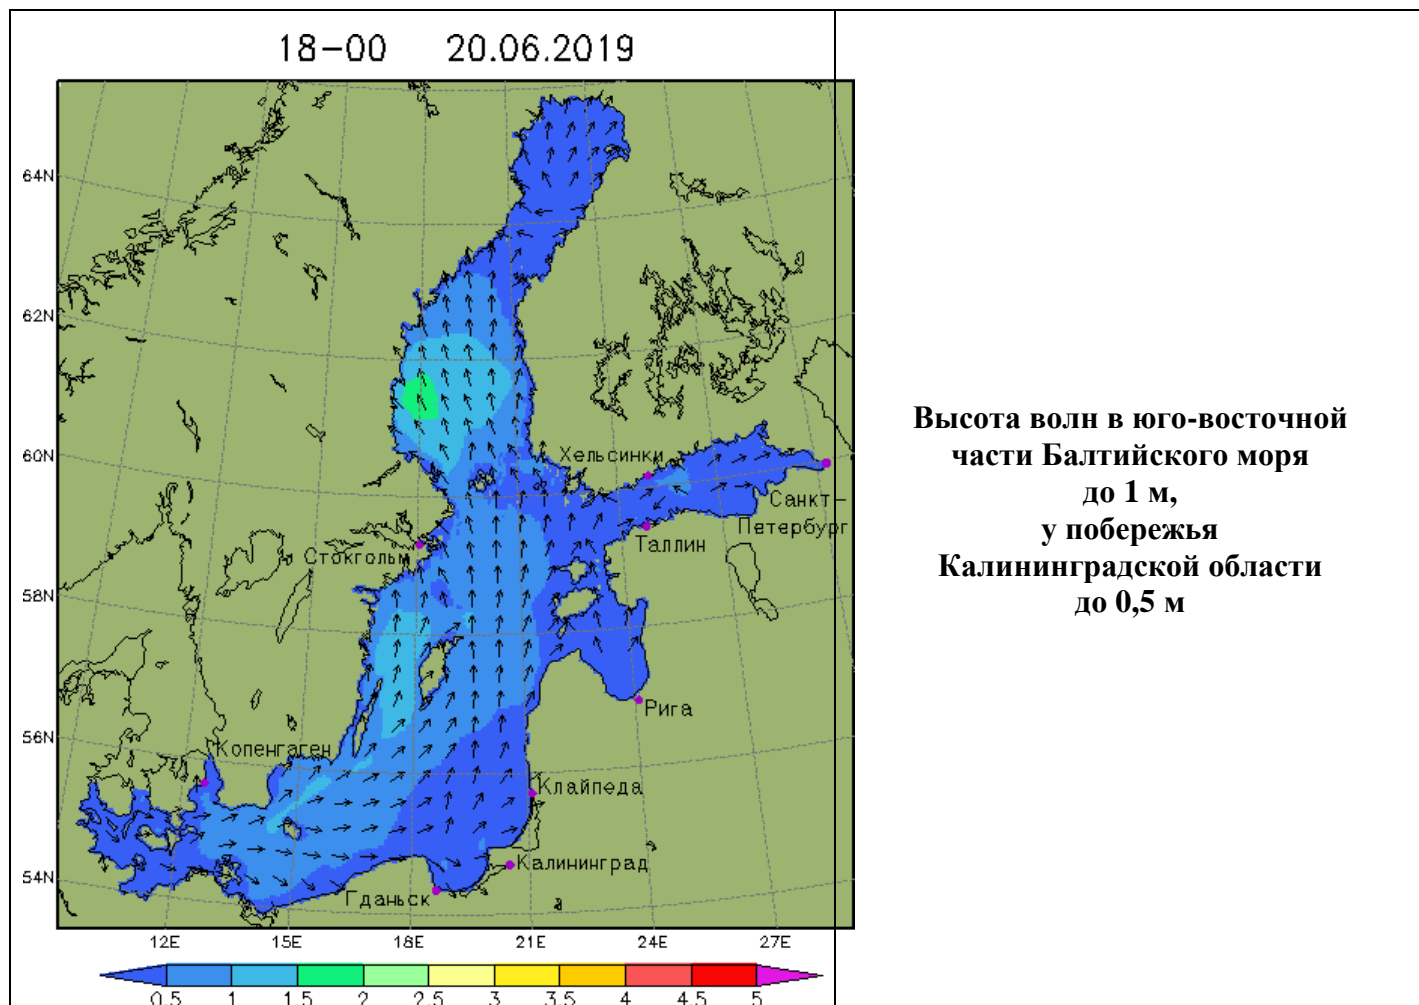 18-00 20.06.2019
64N
62N
60N
58N
56N
54N
Хельсинки
Санкт-
Петербург
Таллин
Стокгольм
Рига
Копенгаген
Клайпеда
Калининград
Гданьск
12E 15E 18E 21E 24E 27E
0.5 1 1.5 2 2.5 3 3.5 4 4.5 5
Высота волн в юго-восточной
части Балтийского моря
до 1 м,
у побережья
Калининградской области
до 0,5 м